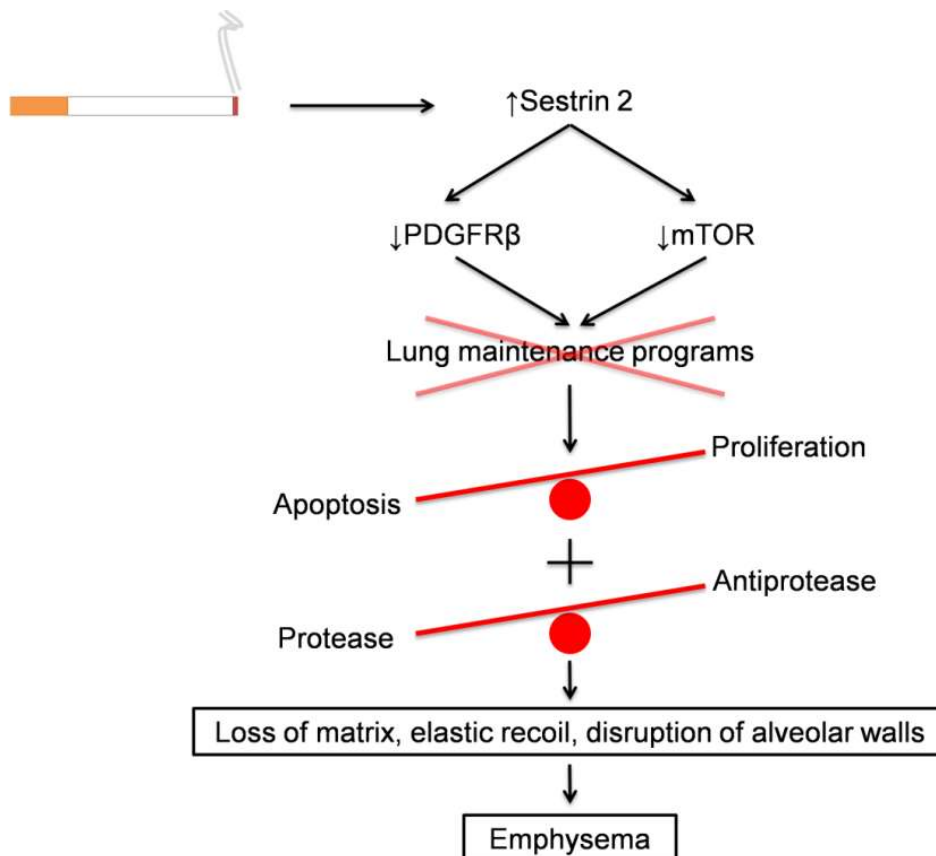 ↑Sestrin 2
↓PDGFRβ
↓mTOR
Lung maintenance programs
Proliferation
Apoptosis
Antiprotease
Protease
Loss of matrix, elastic recoil, disruption of alveolar walls
Emphysema